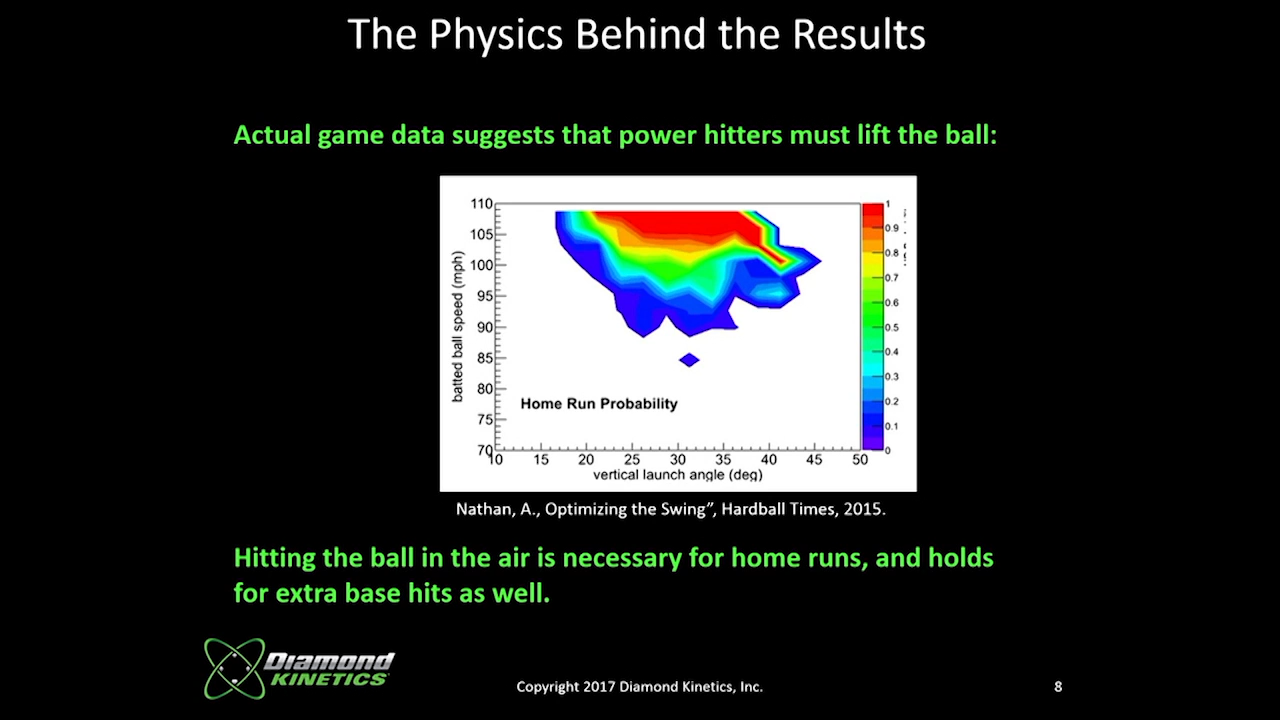 The Physics Behind the Results
Actual game data suggests that power hitters must lift the ball:
110
105
100
95
90
85
80
75
70
batted ball speed (mph)
Home Run Probability
10
15
20
25
30
35
40
45
50
vertical launch angle (deg)
1
0.9
0.8
0.7
0.6
0.5
0.4
0.3
0.2
0.1
0
Nathan, A., Optimizing the Swing”, Hardball Times, 2015.
Hitting the ball in the air is necessary for home runs, and holds
for extra base hits as well.
Diamond
KINETICS
Copyright 2017 Diamond Kinetics, Inc.
8